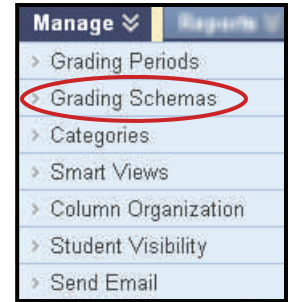 Manage
Grading Periods
Grading Schemas
Categories
Smart Views
Column Organization
Student Visibility
Send Email